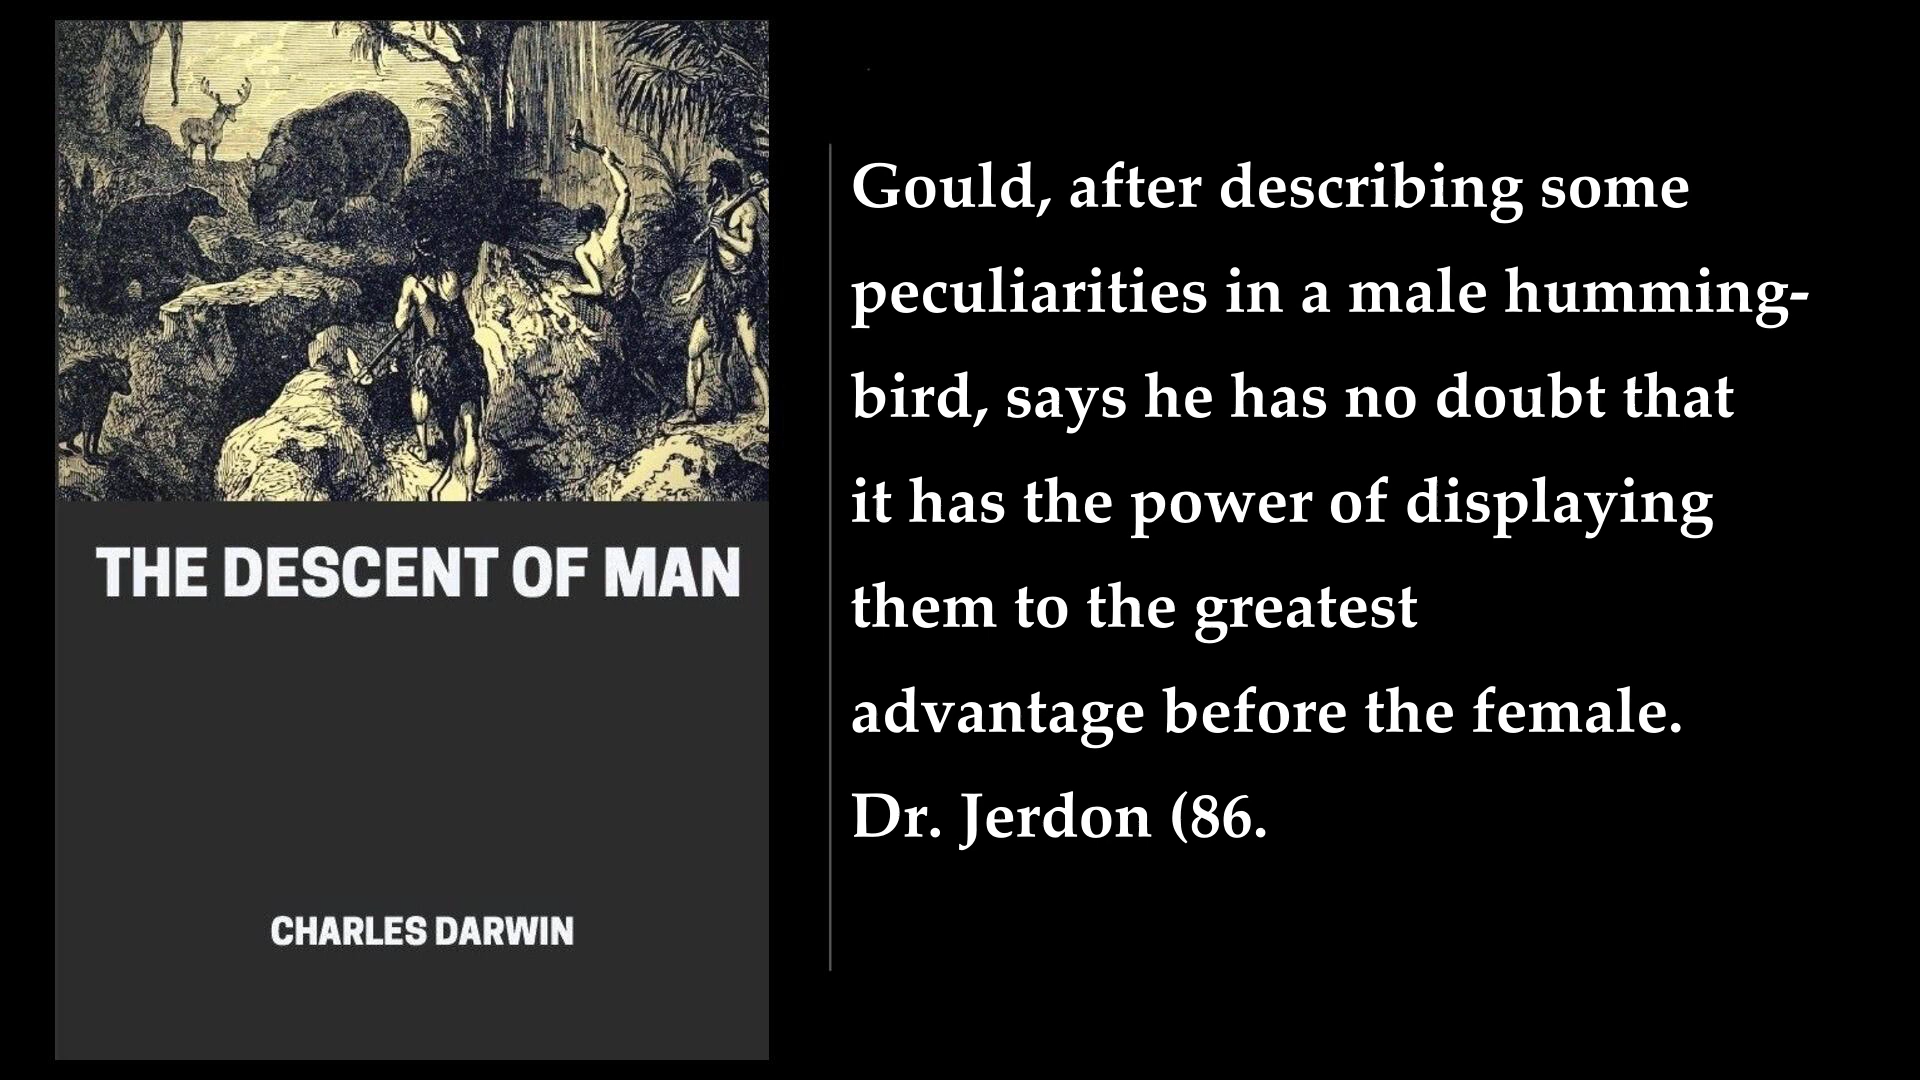 THE DESCENT OF MAN
CHARLES DARWIN
Gould, after describing some
peculiarities in a male humming-
bird, says he has no doubt that
it has the power of displaying
them to the greatest
advantage before the female.
Dr. Jerdon (86.